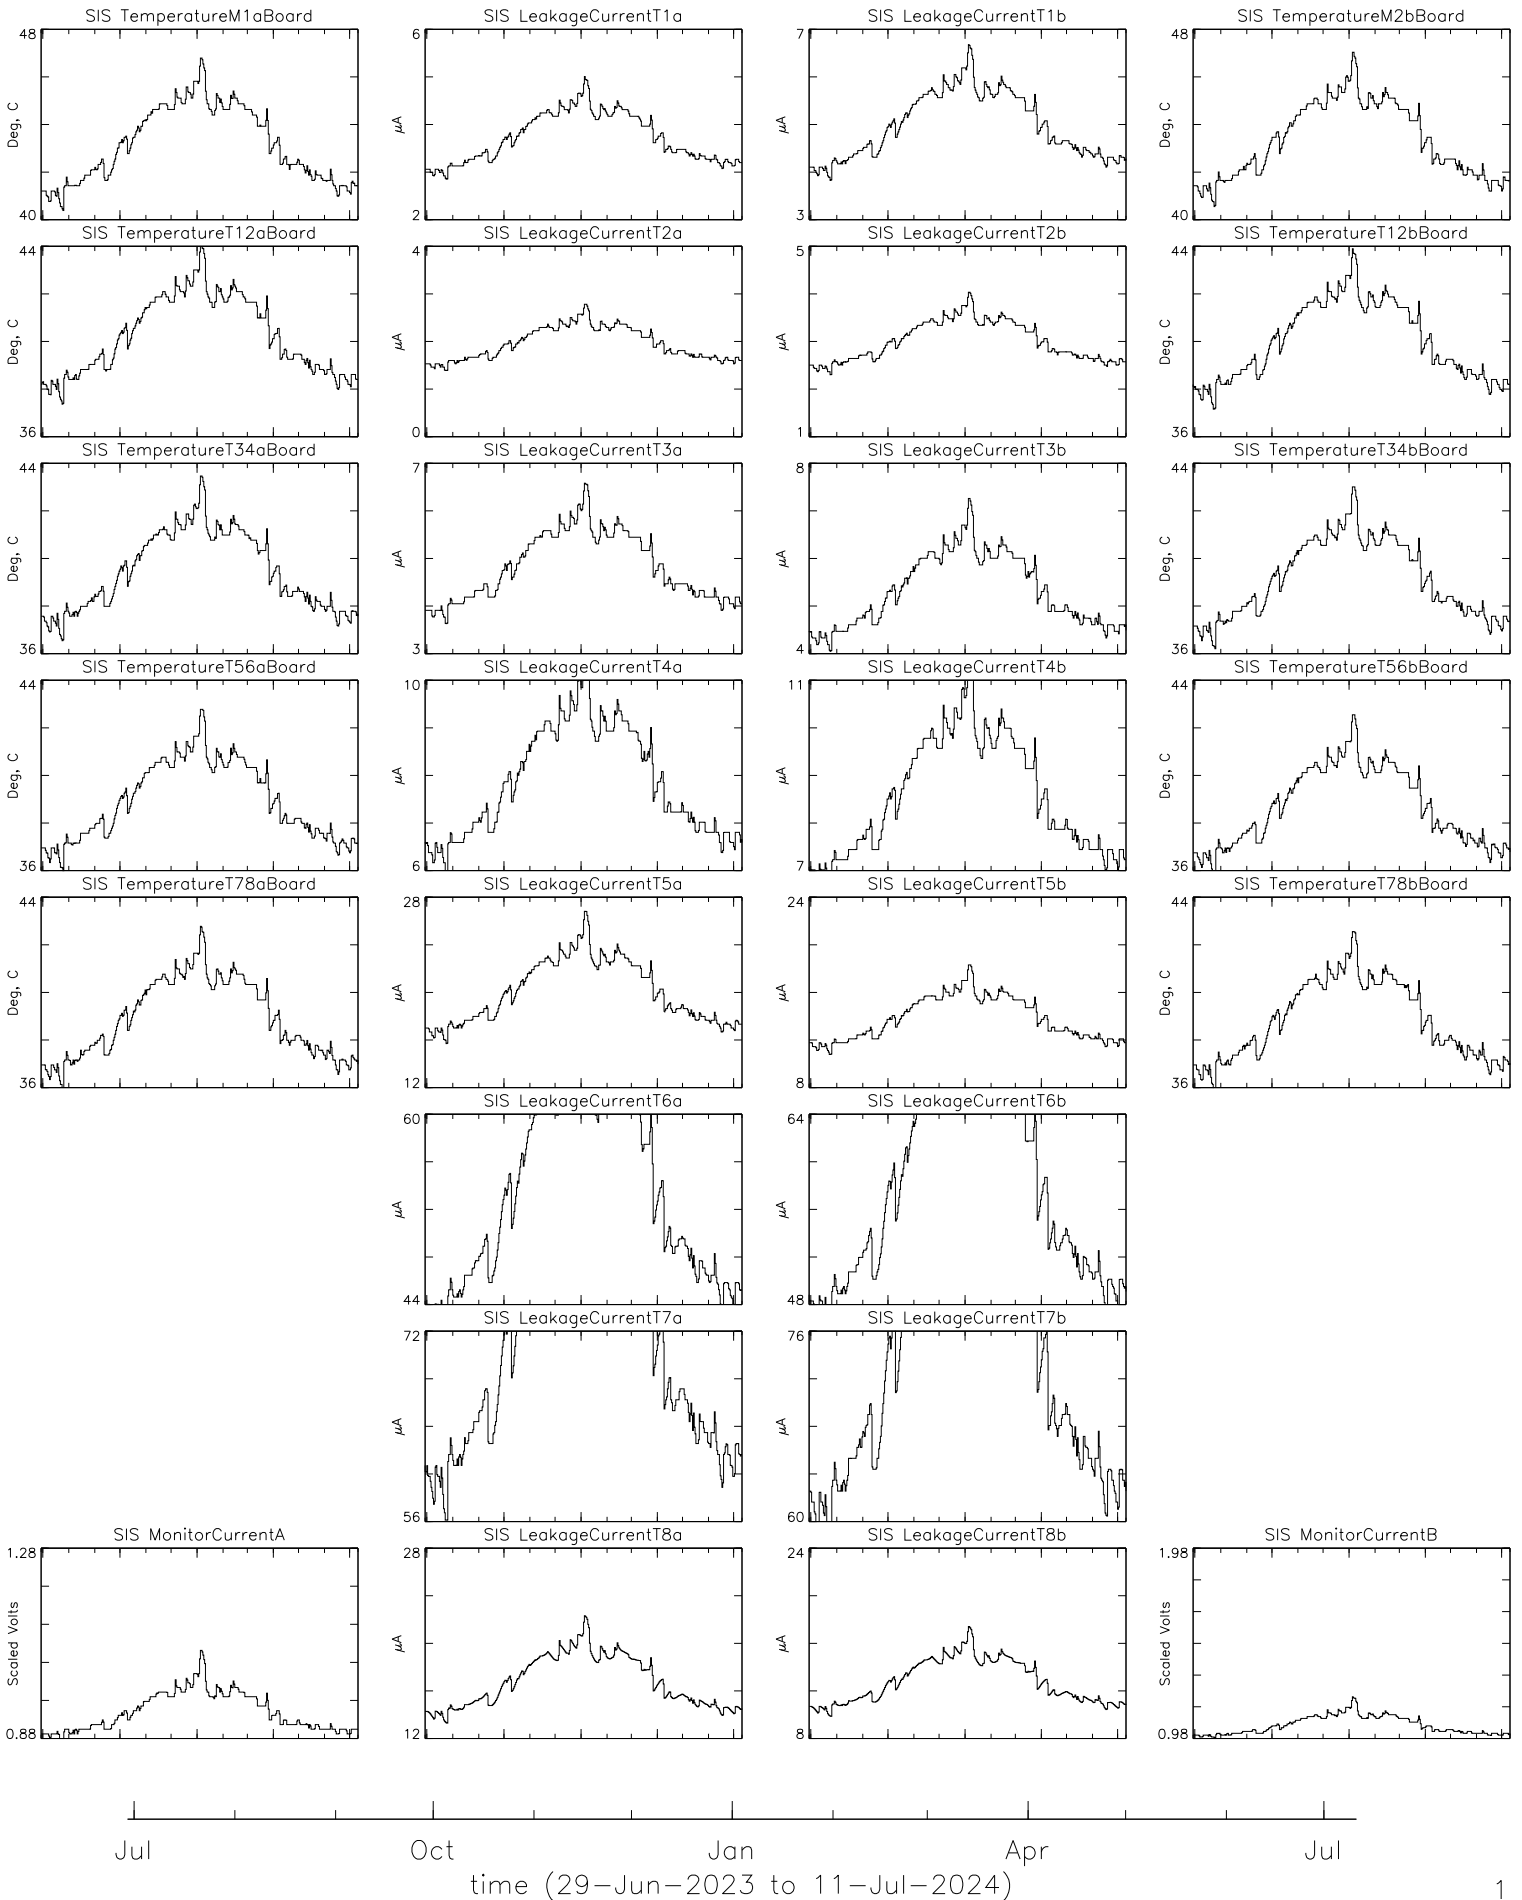 SIS TemperatureM1aBoard
48
Deg, C
40
SIS LeakageCurrentT1a
6
μA
2
SIS LeakageCurrentT1b
7
μA
3
SIS TemperatureM2bBoard
48
Deg, C
40
SIS TemperatureT12aBoard
44
Deg, C
36
SIS LeakageCurrentT2a
4
μA
0
SIS LeakageCurrentT2b
5
μA
1
SIS TemperatureT12bBoard
44
Deg, C
36
SIS TemperatureT34aBoard
44
Deg, C
36
SIS LeakageCurrentT3a
7
μA
3
SIS LeakageCurrentT3b
8
μA
4
SIS TemperatureT34bBoard
44
Deg, C
36
SIS TemperatureT56aBoard
44
Deg, C
36
SIS LeakageCurrentT4a
10
μA
6
SIS LeakageCurrentT4b
11
μA
7
SIS TemperatureT56bBoard
44
Deg, C
36
SIS TemperatureT78aBoard
44
Deg, C
36
SIS LeakageCurrentT5a
28
μA
12
SIS LeakageCurrentT5b
24
μA
8
SIS TemperatureT78bBoard
44
Deg, C
36
SIS LeakageCurrentT6a
60
μA
44
SIS LeakageCurrentT6b
64
μA
48
SIS LeakageCurrentT7a
72
μA
56
SIS LeakageCurrentT7b
76
μA
60
SIS MonitorCurrentA
1.28
Scaled Volts
0.88
SIS LeakageCurrentT8a
28
μA
12
SIS LeakageCurrentT8b
24
μA
8
SIS MonitorCurrentB
1.98
Scaled Volts
0.98
Jul Oct Jan Apr Jul
time (29-Jun-2023 to 11-Jul-2024)
1